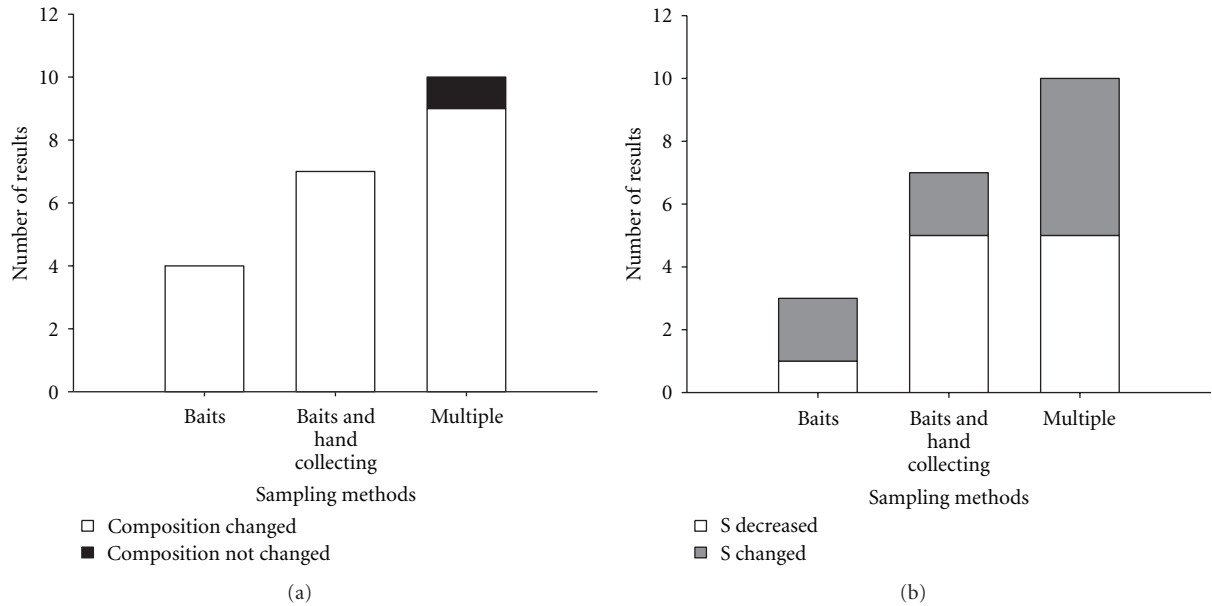 12
10
8
6
4
2
0
Number of results
Baits
Baits and
hand
collecting
Multiple
Sampling methods
Composition changed
Composition not changed
(a)
12
10
8
6
4
2
0
Number of results
Baits
Baits and
hand
collecting
Multiple
Sampling methods
S decreased
S changed
(b)